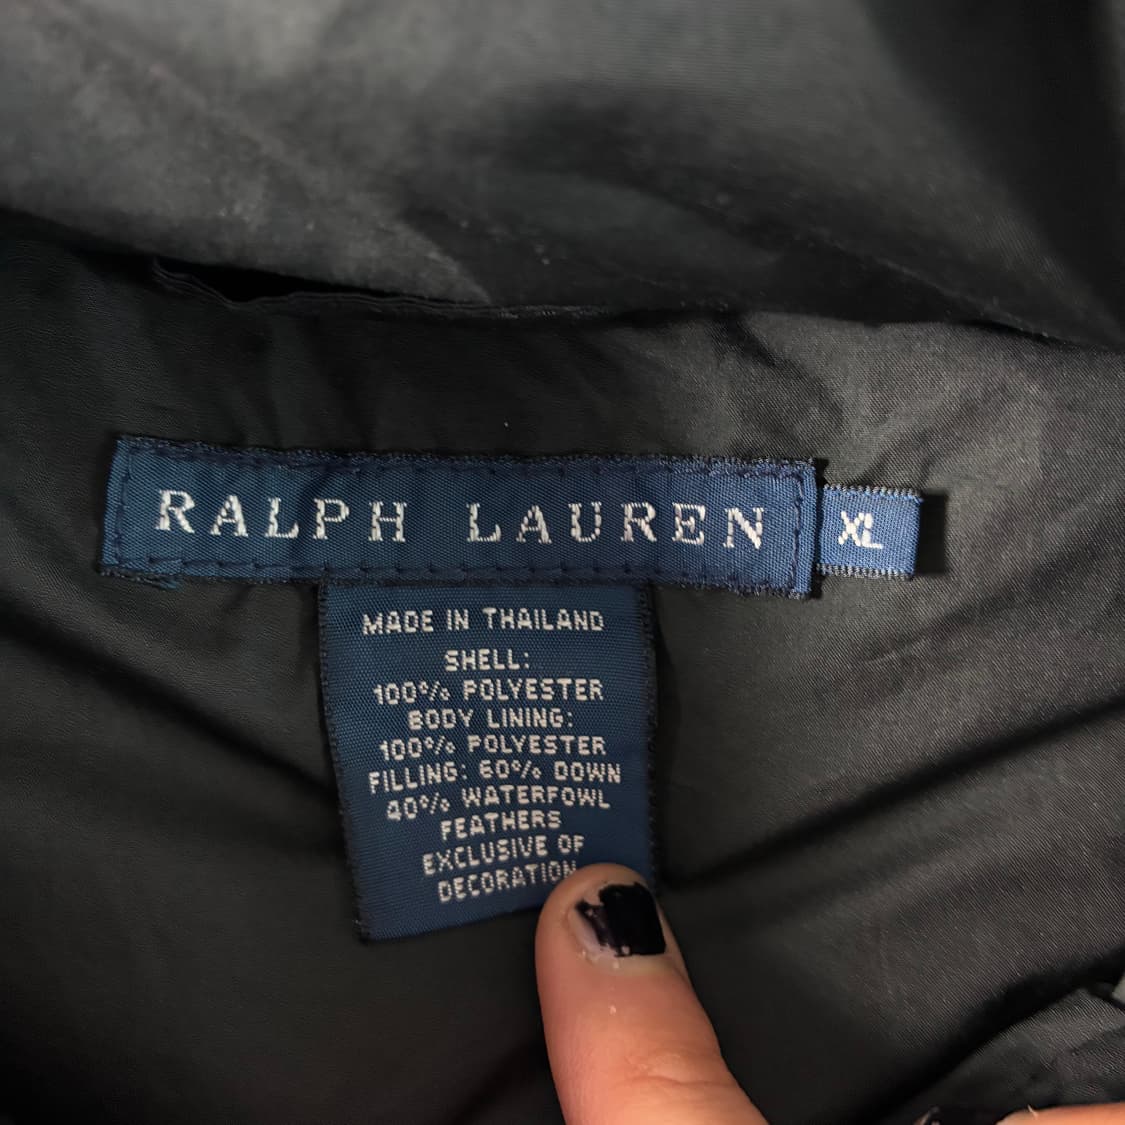 RALPH LAUREN
XL
MADE IN THAILAND
SHELL:
100% POLYESTER
BODY LINING:
100% POLYESTER
FILLING: 60% DOWN
40% WATERFOWL
FEATHERS
EXCLUSIVE OF
DECORATION